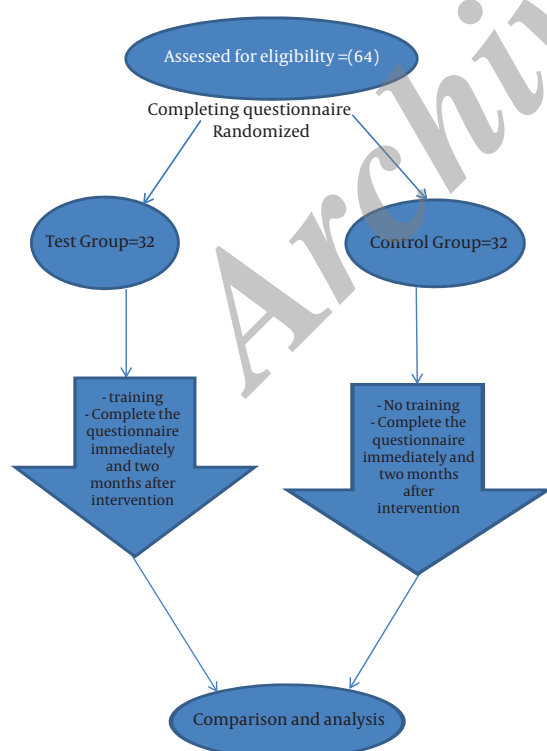 Assessed for eligibility =(64)
Completing questionnaire
Randomized
Test Group=32
Control Group=32
- training
- Complete the
questionnaire
immediately
and two
months after
intervention
- No training
- Complete the
questionnaire
immediately and
two months
after
intervention
Comparison and analysis
Archi